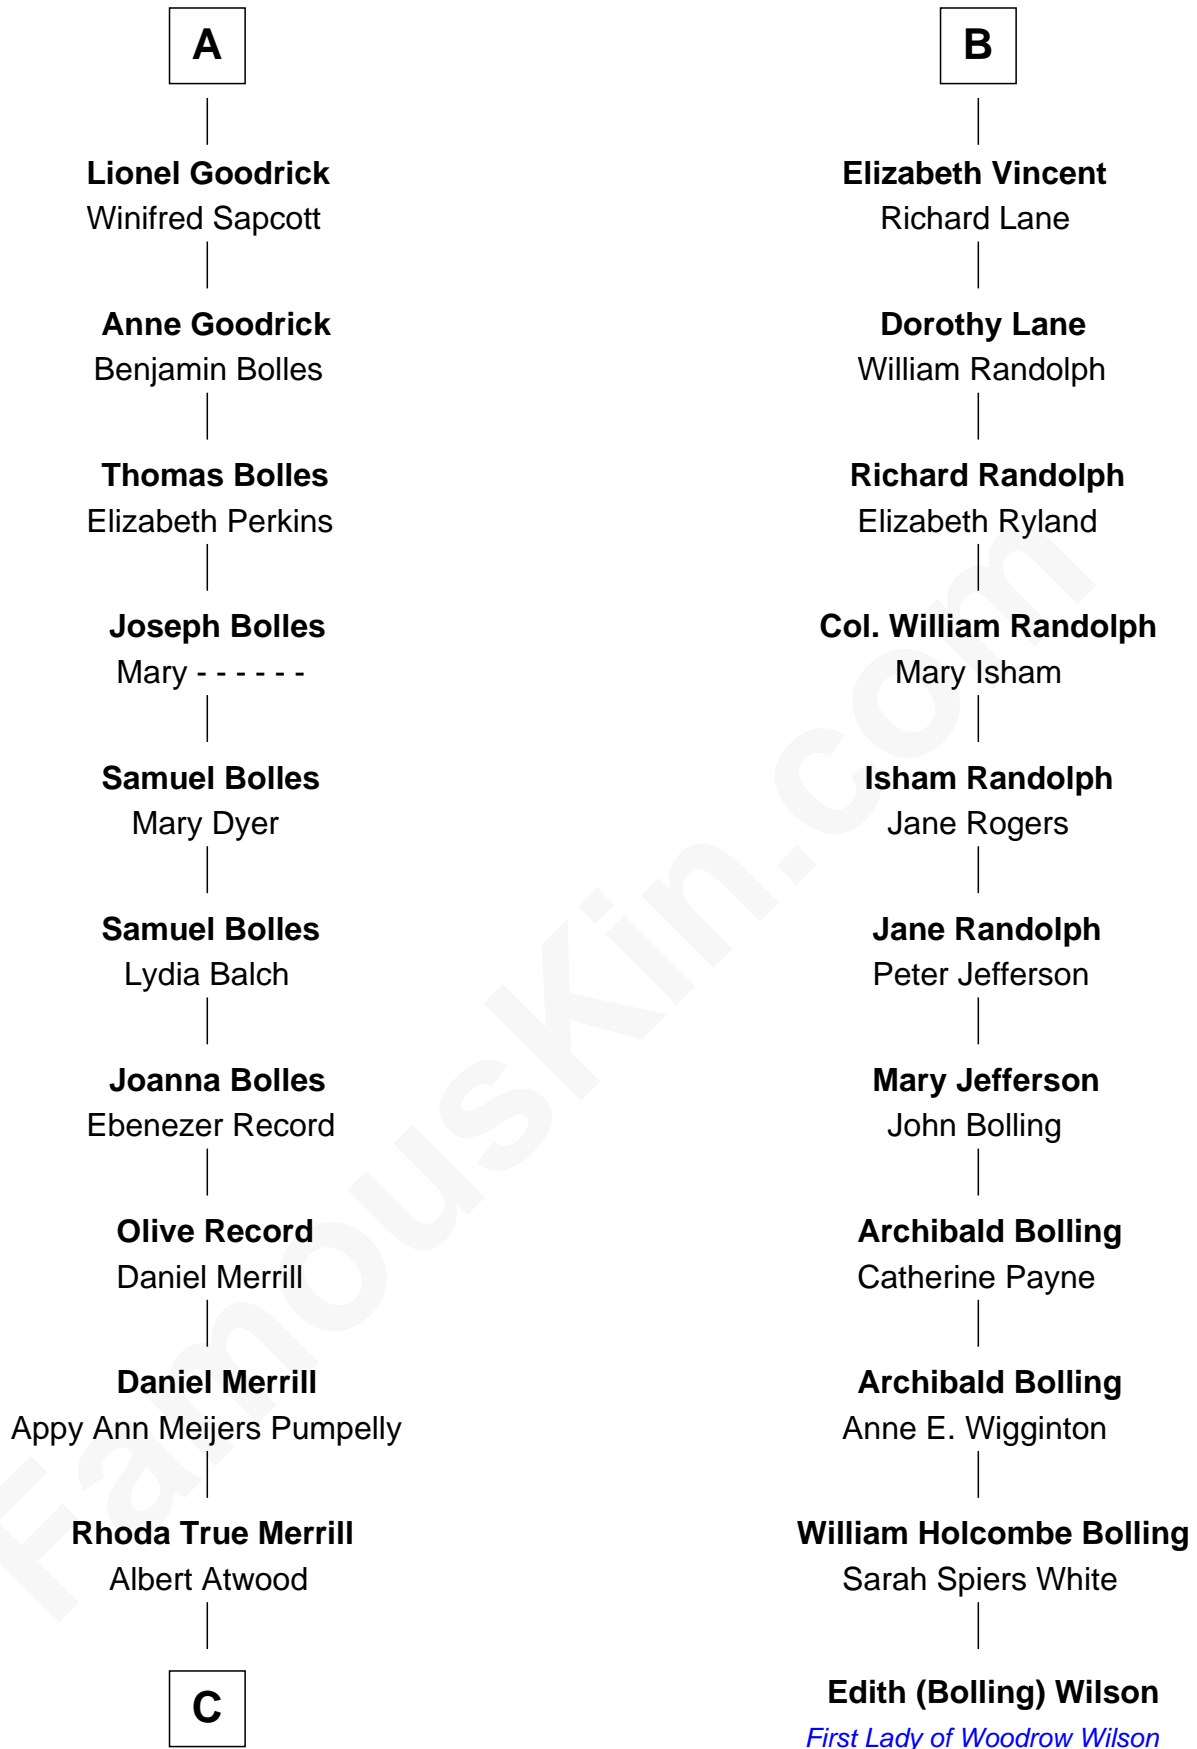 A
Lionel Goodrick
Winifred Sapcott
Anne Goodrick
Benjamin Bolles
Thomas Bolles
Elizabeth Perkins
Joseph Bolles
Mary - - - - - -
Samuel Bolles
Mary Dyer
Samuel Bolles
Lydia Balch
Joanna Bolles
Ebenezer Record
Olive Record
Daniel Merrill
Daniel Merrill
Appy Ann Meijers Pumpelly
Rhoda True Merrill
Albert Atwood
C
B
Elizabeth Vincent
Richard Lane
Dorothy Lane
William Randolph
Richard Randolph
Elizabeth Ryland
Col. William Randolph
Mary Isham
Isham Randolph
Jane Rogers
Jane Randolph
Peter Jefferson
Mary Jefferson
John Bolling
Archibald Bolling
Catherine Payne
Archibald Bolling
Anne E. Wigginton
William Holcombe Bolling
Sarah Spiers White
Edith (Bolling) Wilson
First Lady of Woodrow Wilson
FamousKin.com